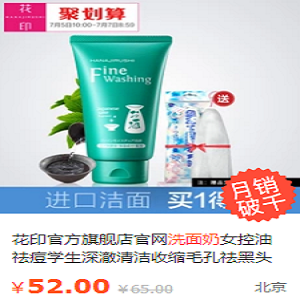 花印
HANAJIRUSHI
聚划算
7月5日10:00-7月7日8:59
HANAJIRUSHI
Fine
Washing
送
进口洁面 买1得
月销
破千
花印官方旗舰店官网洗面奶女控油
祛痘学生深澈清洁收缩毛孔祛黑头
¥52.00 ¥65.00 北京